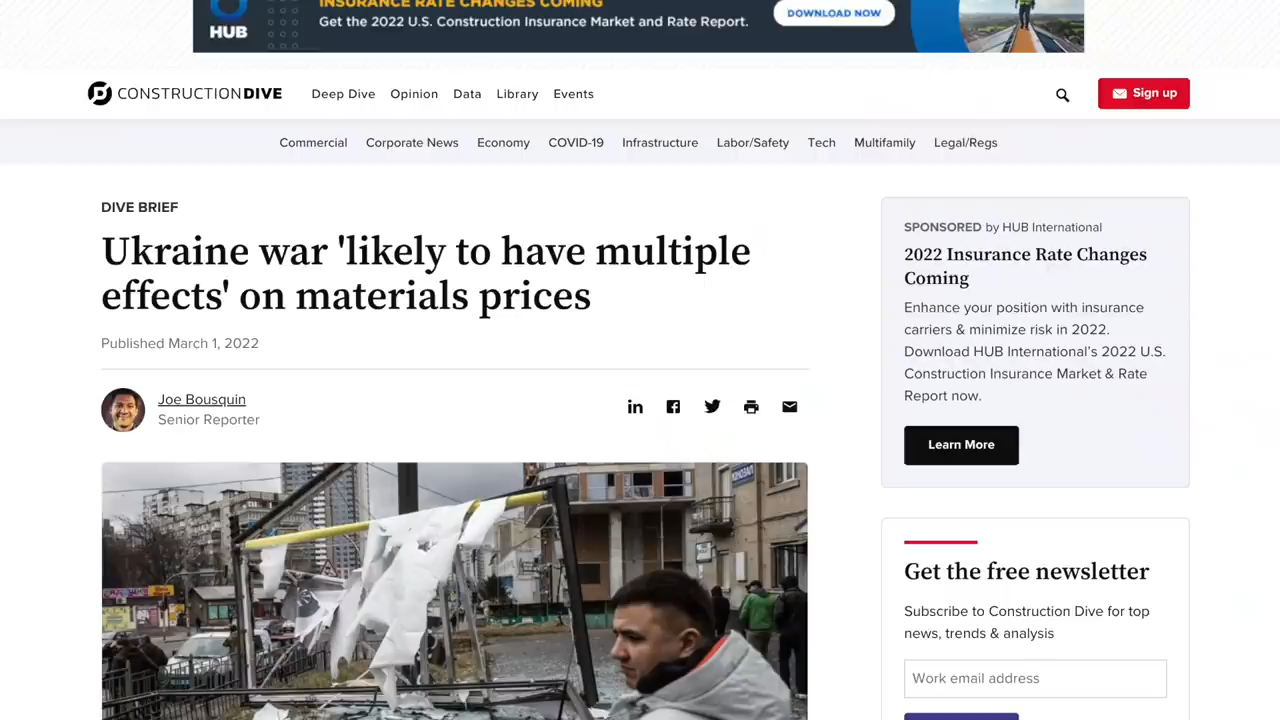 INSURANCE RATE CHANGES COMING
Get the 2022 U.S. Construction Insurance Market and Rate Report.
DOWNLOAD NOW
HUB
CONSTRUCTIONDIVE
Deep Dive Opinion Data Library Events
Sign up
Commercial Corporate News Economy COVID-19 Infrastructure Labor/Safety Tech Multifamily Legal/Regs
DIVE BRIEF
Ukraine war 'likely to have multiple
effects' on materials prices
Published March 1, 2022
Joe Bousquin
Senior Reporter
SPONSORED by HUB International
2022 Insurance Rate Changes
Coming
Enhance your position with insurance
carriers & minimize risk in 2022.
Download HUB International's 2022 U.S.
Construction Insurance Market & Rate
Report now.
Learn More
Get the free newsletter
Subscribe to Construction Dive for top
news, trends & analysis
Work email address